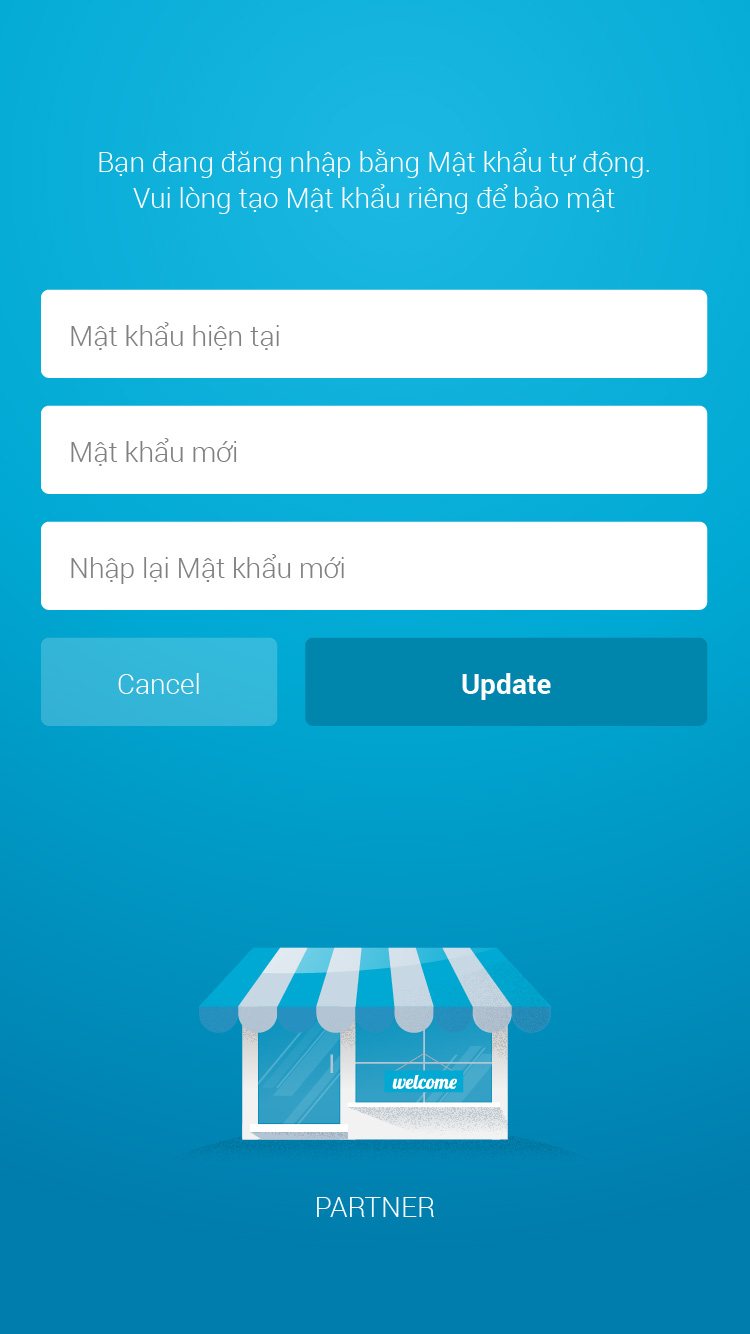 Bạn đang đăng nhập bằng Mật khẩu tự động.
Vui lòng tạo Mật khẩu riêng để bảo mật
Mật khẩu hiện tại
Mật khẩu mới
Nhập lại Mật khẩu mới
Cancel
Update
welcome
PARTNER